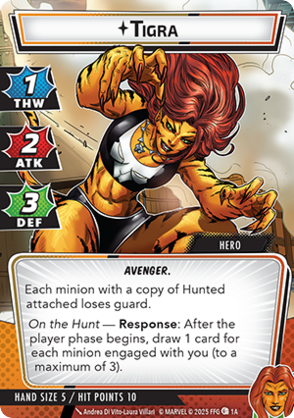 TIGRA
1
THW
2
ATK
3
DEF
HERO
AVENGER.
Each minion with a copy of Hunted
attached loses guard.
On the Hunt — Response: After the
player phase begins, draw 1 card for
each minion engaged with you (to a
maximum of 3).
Andrea Di Vito-Laura Villari © MARVEL © 2025 FFG 1A
HAND SIZE 5 / HIT POINTS 10